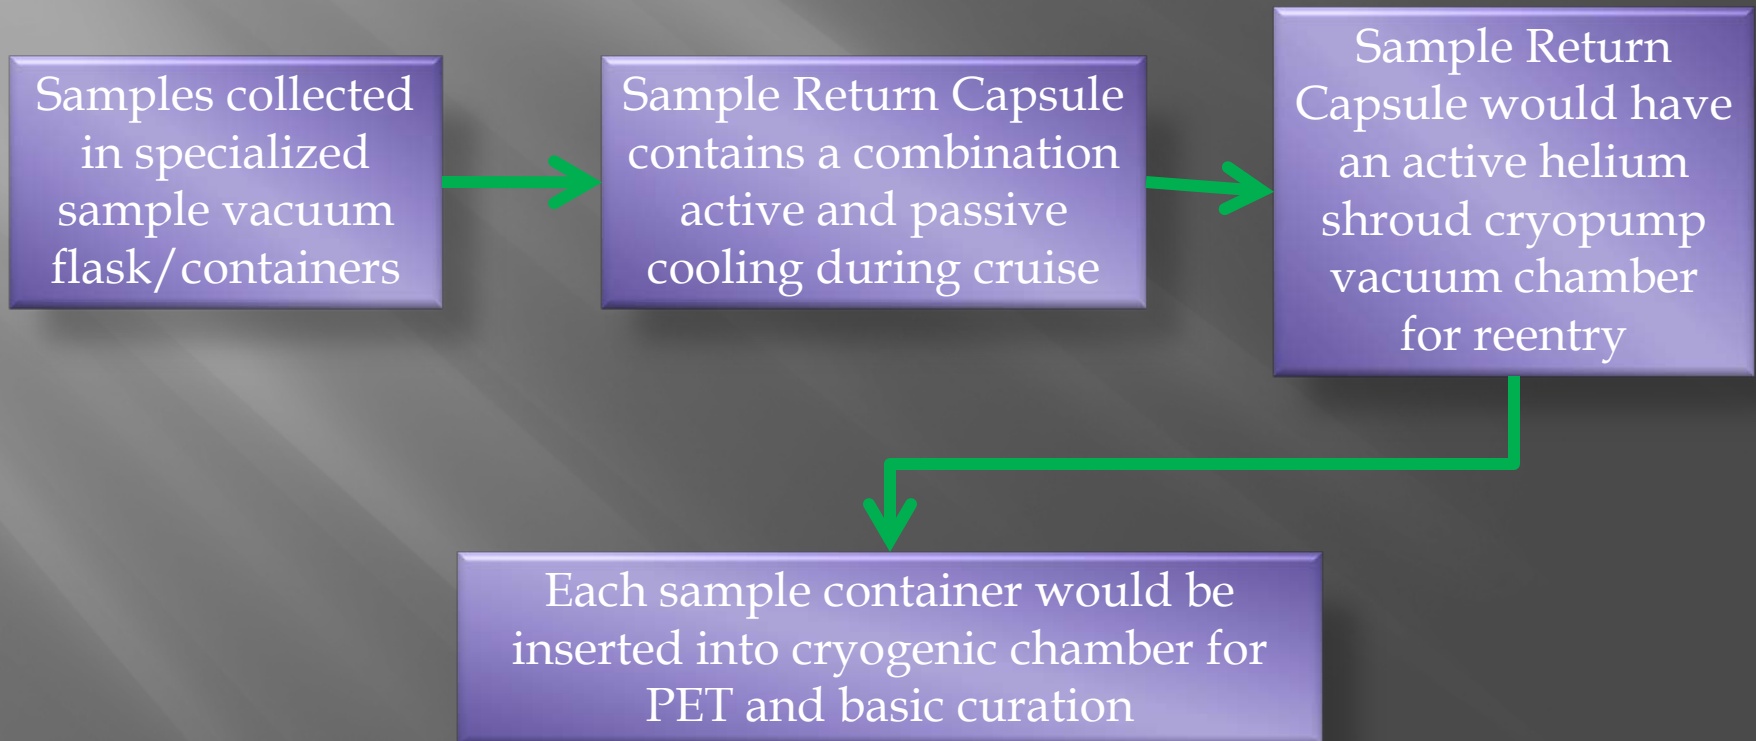 Samples collected
in specialized
sample vacuum
flask/containers
Sample Return Capsule
contains a combination
active and passive
cooling during cruise
Sample Return
Capsule would have
an active helium
shroud cryopump
vacuum chamber
for reentry
Each sample container would be
inserted into cryogenic chamber for
PET and basic curation